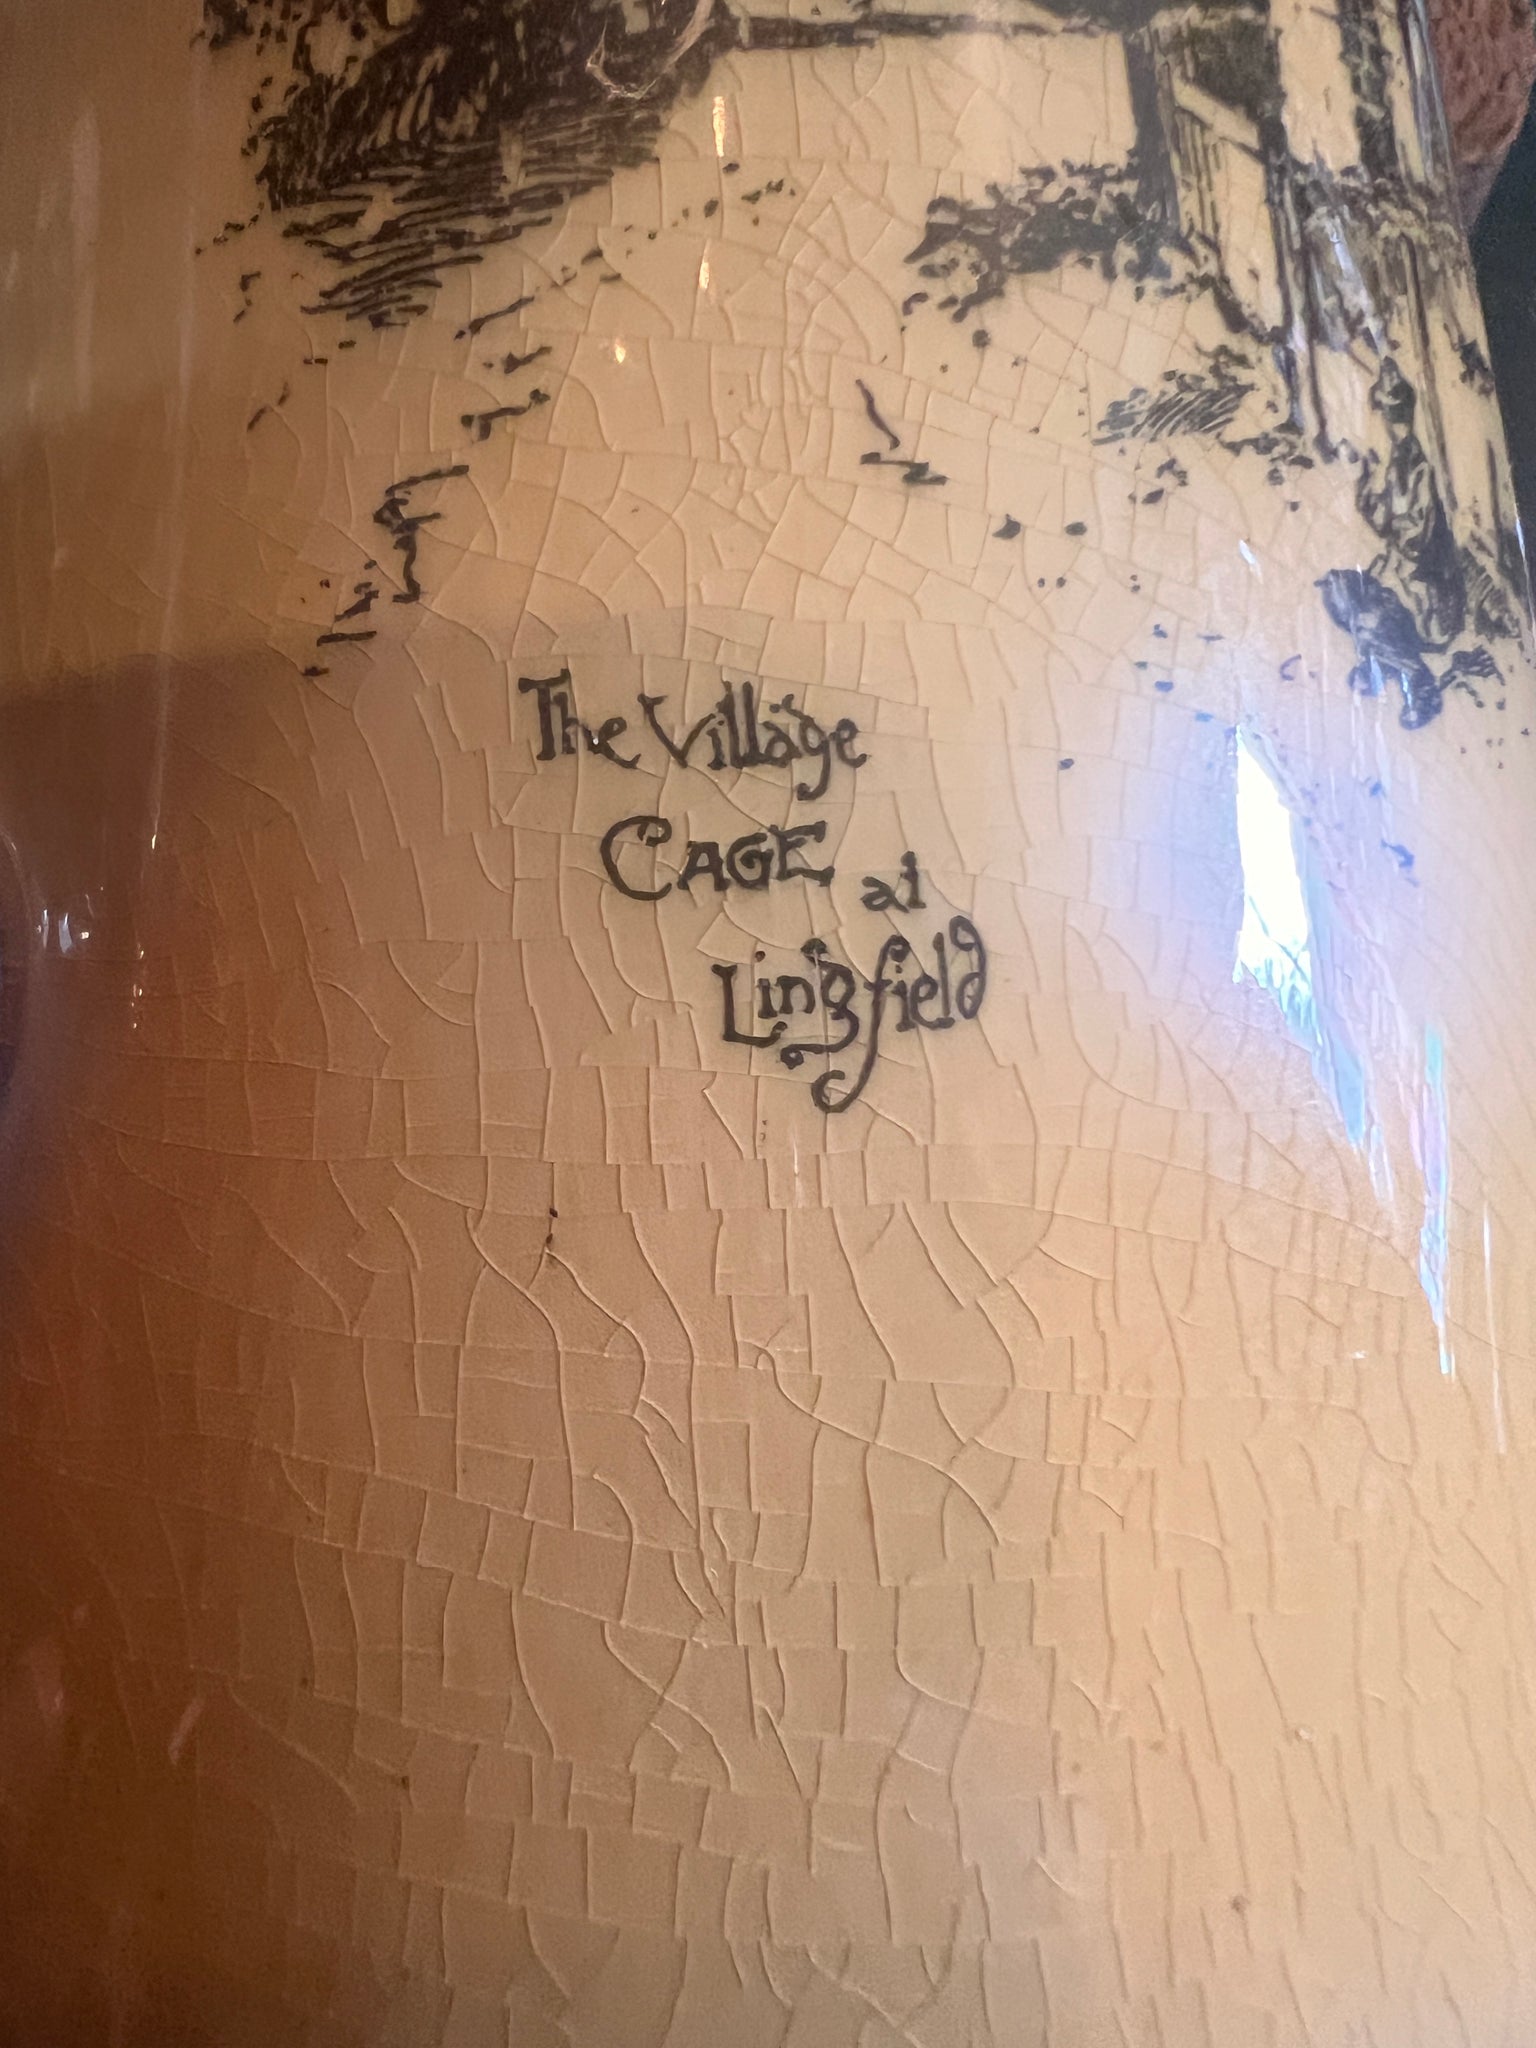 The Village
CAGE at
Lingfield